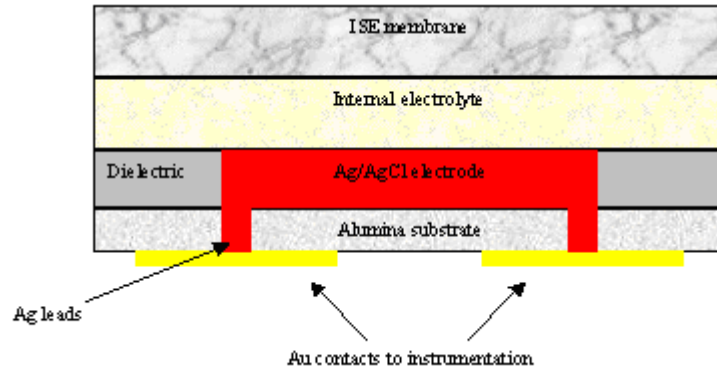 ISE membrane
Internal electrolyte
Dielectric
Ag/AgCl electrode
Alumina substrate
Ag leads
Au contacts to instrumentation